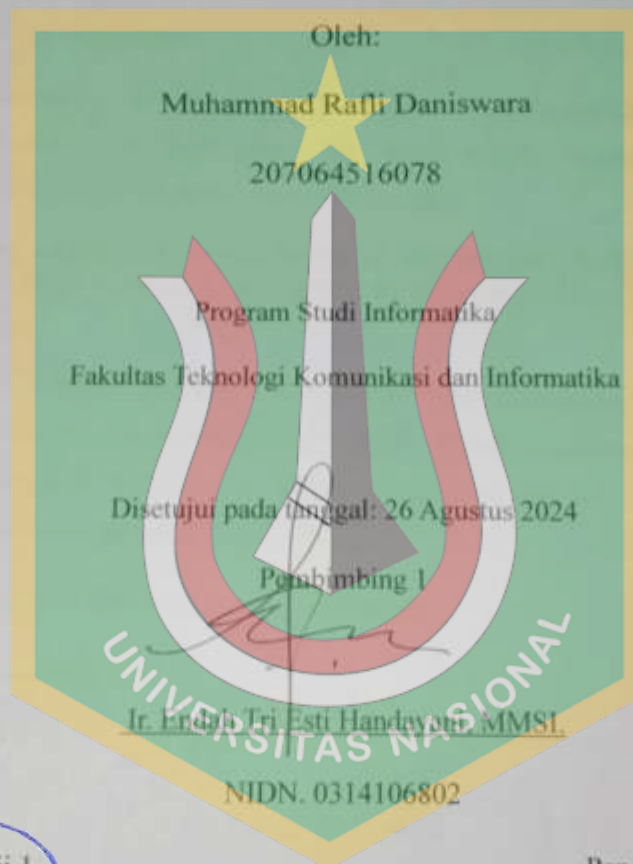 Oleh:
Muhammad Rafli Daniswara
207064516078
Program Studi Informatika
Fakultas Teknologi Komunikasi dan Informatika
Disetujui pada tanggal: 26 Agustus 2024
Pembimbing 1
Ir. Endah Tri Esti Handayani, MMSI.
UNIVERSITAS NASIONAL
NIDN. 0314106802